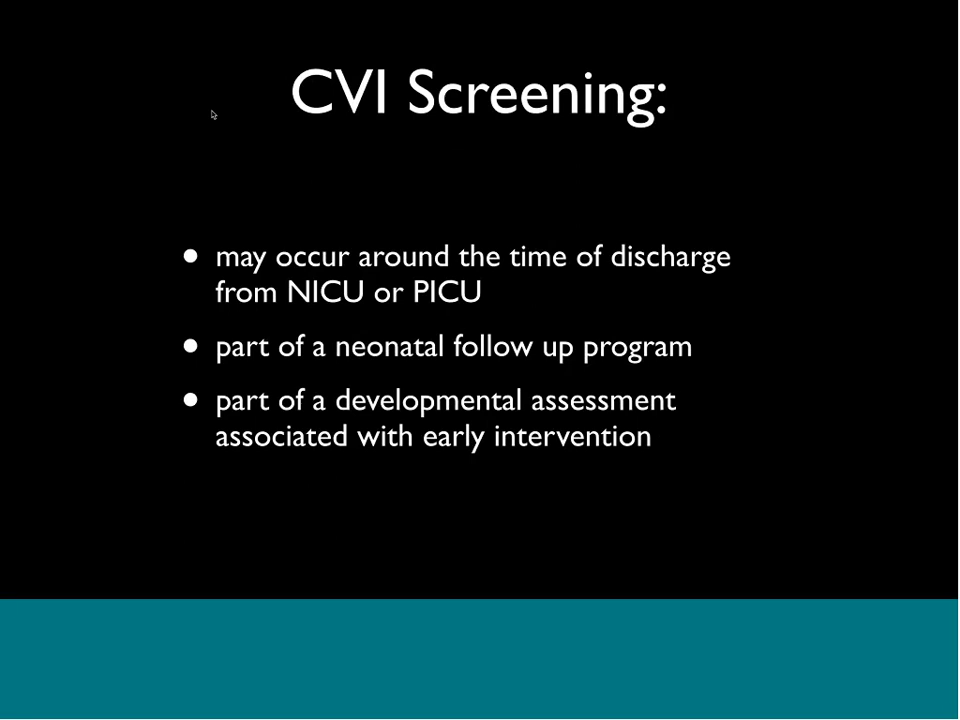 CVI Screening:
• may occur around the time of discharge
from NICU or PICU
• part of a neonatal follow up program
• part of a developmental assessment
associated with early intervention